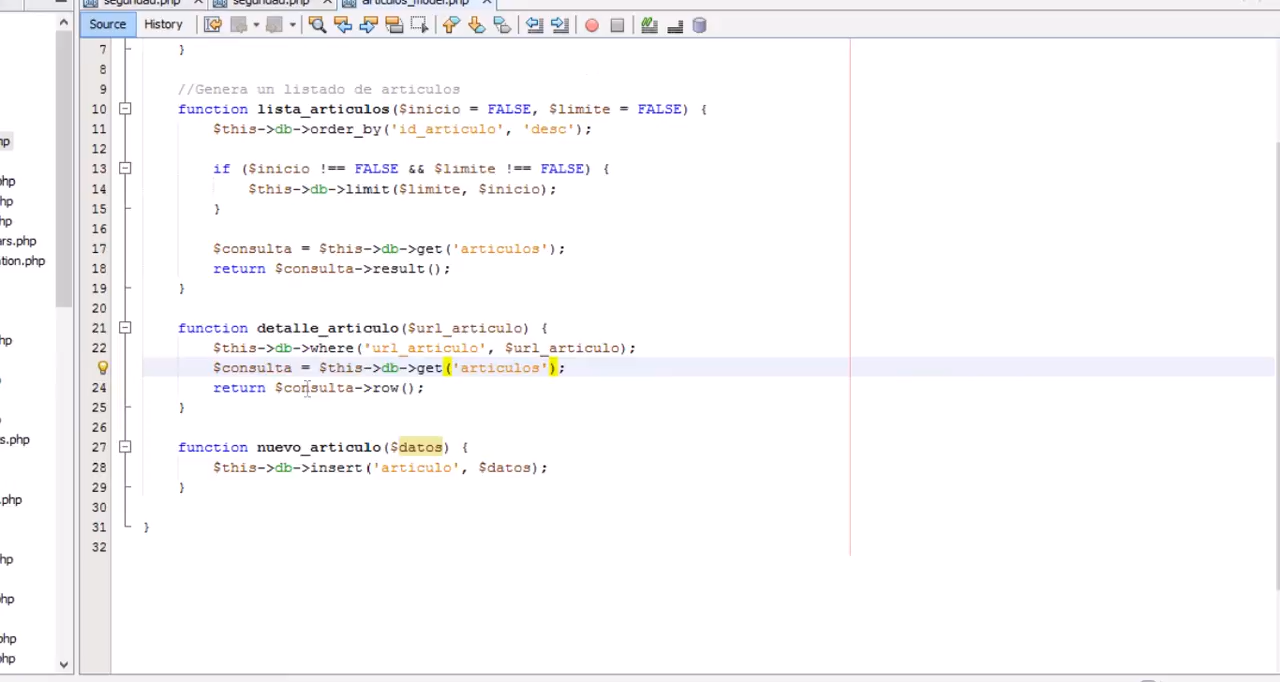 seguridad.php
seguridad.php
articulos_model.php
Source
History
7 }
8
9 //Genera un listado de articulos
10 function lista_articulos($inicio = FALSE, $limite = FALSE) {
11 $this->db->order_by('id_articulo', 'desc');
12
13 if ($inicio !== FALSE && $limite !== FALSE) {
14 $this->db->limit($limite, $inicio);
15 }
16
17 $consulta = $this->db->get('articulos');
18 return $consulta->result();
19 }
20
21 function detalle_articulo($url_articulo) {
22 $this->db->where('url_articulo', $url_articulo);
$consulta = $this->db->get('articulos');
24 return $consulta->row();
25 }
26
27 function nuevo_articulo($datos) {
28 $this->db->insert('articulo', $datos);
29 }
30
31 }
32